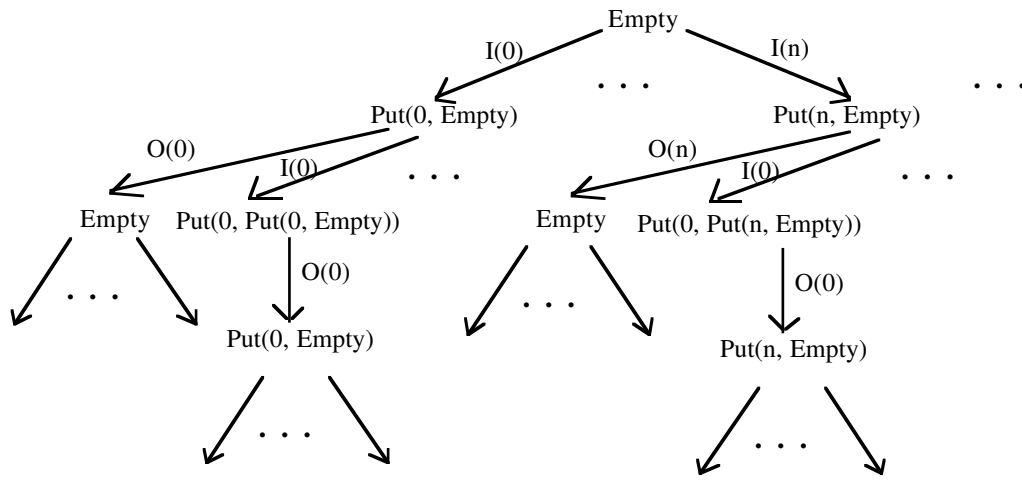 Empty
I(0) I(n)
. . . . . .
Put(0, Empty) Put(n, Empty)
O(0) I(0) . . . O(n) I(0) . . .
Empty Put(0, Put(0, Empty)) Empty Put(0, Put(n, Empty))
. . . O(0) . . . O(0)
Put(0, Empty) Put(n, Empty)
. . . . . .